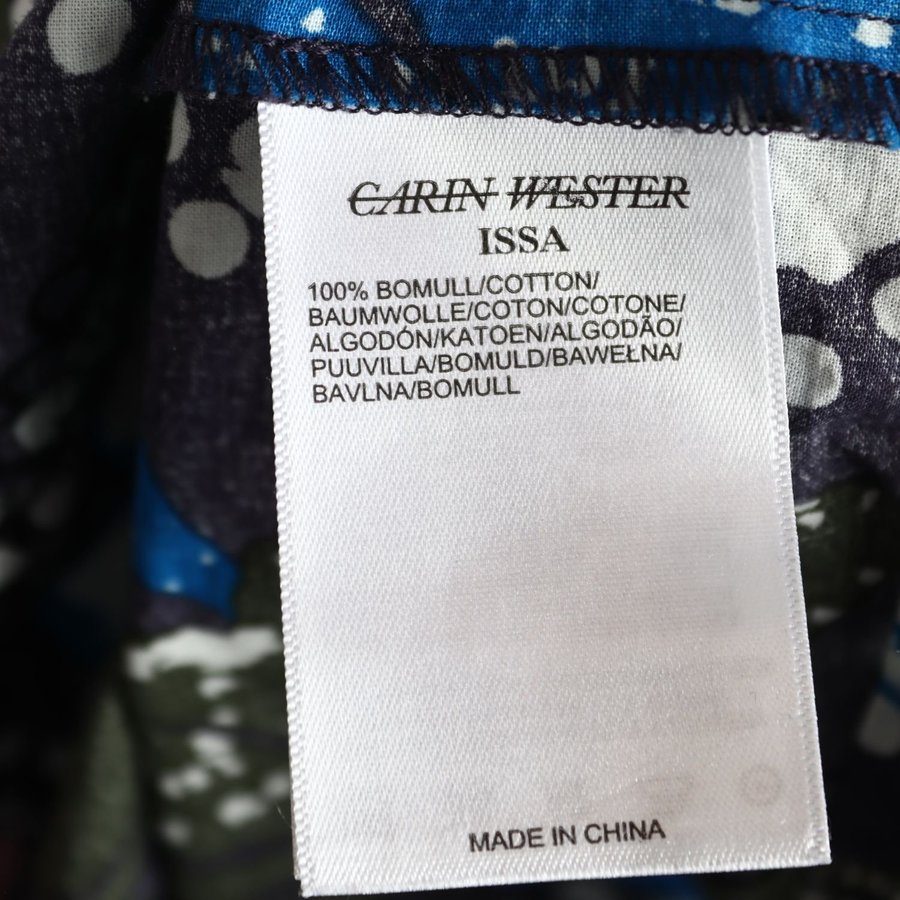 CARIN WESTER
ISSA
100% BOMULL/COTTON/
BAUMWOLLE/COTON/COTONE/
ALGODÓN/KATOEN/ALGODÃO/
PUUVILLA/BOMULD/BAWEŁNA/
BAVLNA/BOMULL
MADE IN CHINA